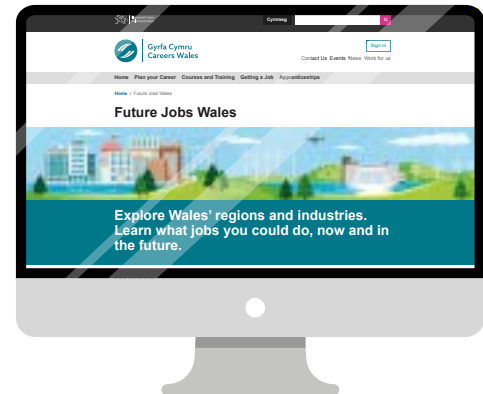 Cymraeg
Gyrfa Cymru
Careers Wales
Sign in
Contact Us Events News Work for us
Home Plan your Career Courses and Training Getting a Job Apprenticeships
Home > Future Jobs Wales
Future Jobs Wales
Explore Wales' regions and industries.
Learn what jobs you could do, now and in
the future.